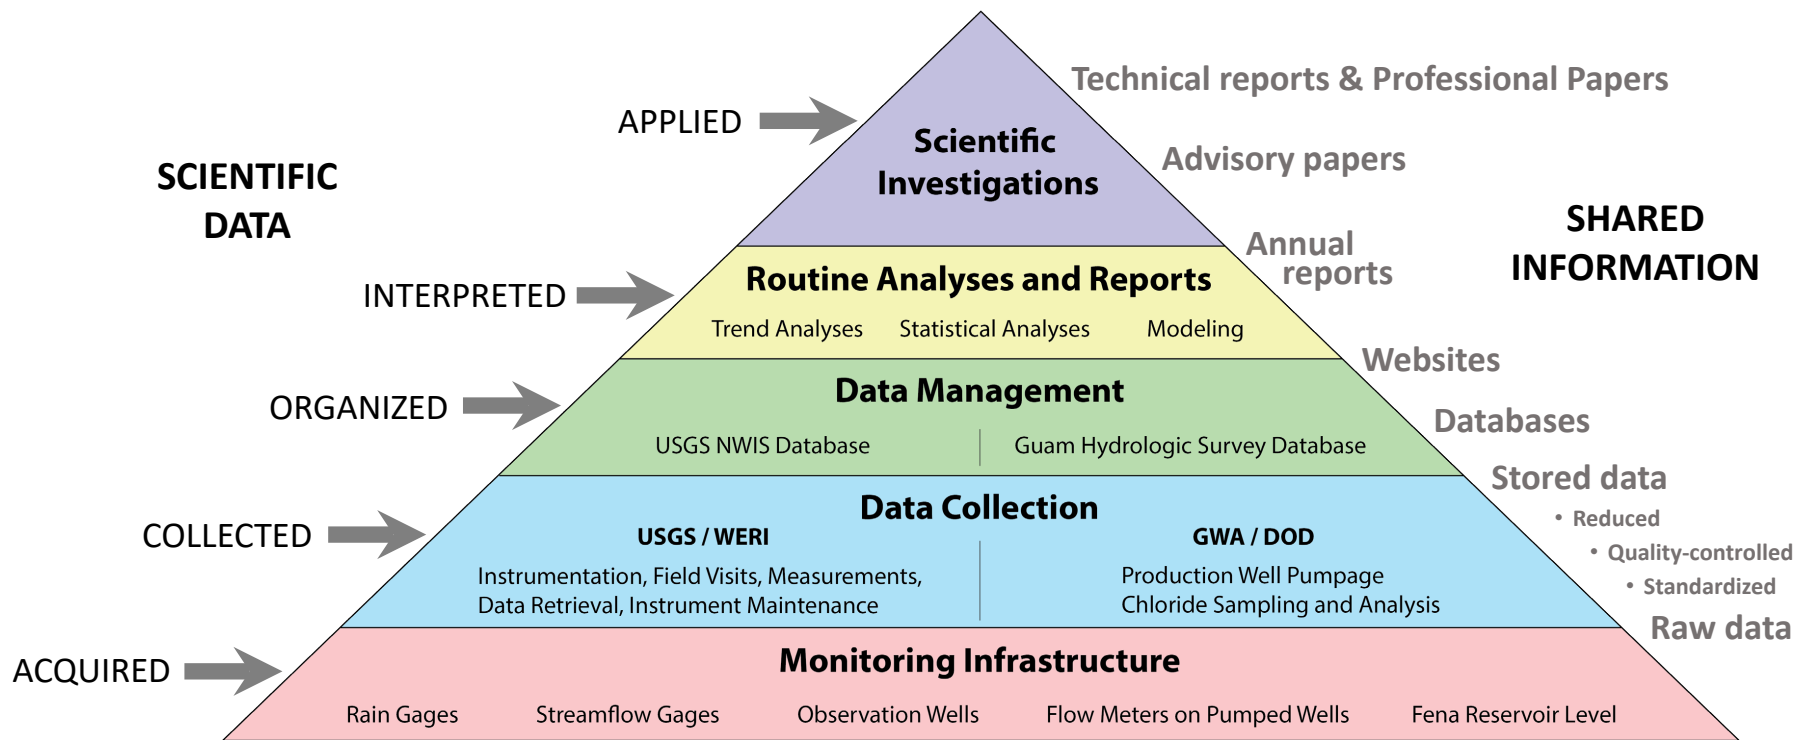 Technical reports & Professional Papers
APPLIED
Scientific
Investigations
Advisory papers
SCIENTIFIC
DATA
SHARED
INFORMATION
Annual
reports
INTERPRETED
Routine Analyses and Reports
Trend Analyses Statistical Analyses Modeling
Websites
ORGANIZED
Data Management
USGS NWIS Database Guam Hydrologic Survey Database
Databases
Stored data
• Reduced
• Quality-controlled
• Standardized
COLLECTED
Data Collection
USGS / WERI
Instrumentation, Field Visits, Measurements,
Data Retrieval, Instrument Maintenance
GWA / DOD
Production Well Pumpage
Chloride Sampling and Analysis
Raw data
ACQUIRED
Monitoring Infrastructure
Rain Gages Streamflow Gages Observation Wells Flow Meters on Pumped Wells Fena Reservoir Level